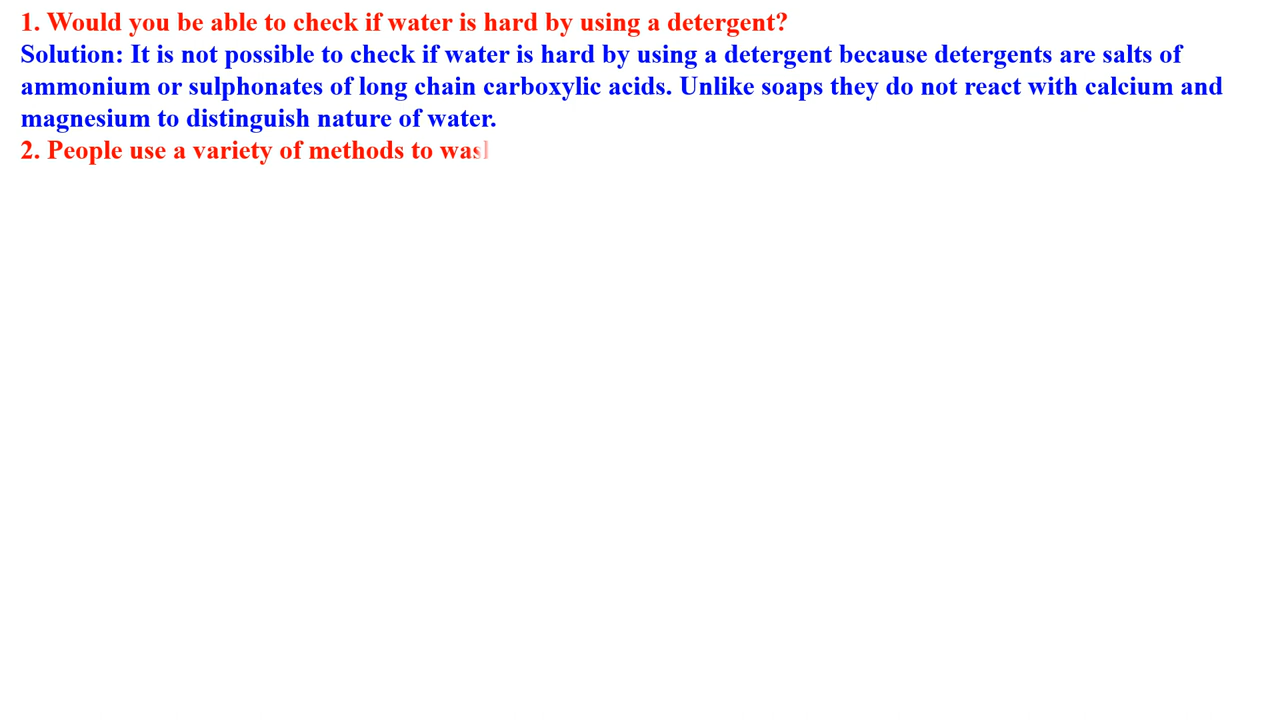 1. Would you be able to check if water is hard by using a detergent?
Solution: It is not possible to check if water is hard by using a detergent because detergents are salts of
ammonium or sulphonates of long chain carboxylic acids. Unlike soaps they do not react with calcium and
magnesium to distinguish nature of water.
2. People use a variety of methods to